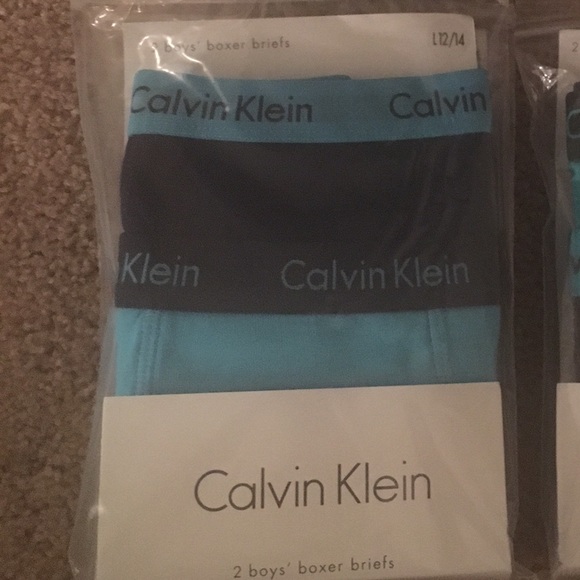 2 boys' boxer briefs L12/14
Calvin Klein Calvin
Klein Calvin Klein
Calvin Klein
2 boys' boxer briefs